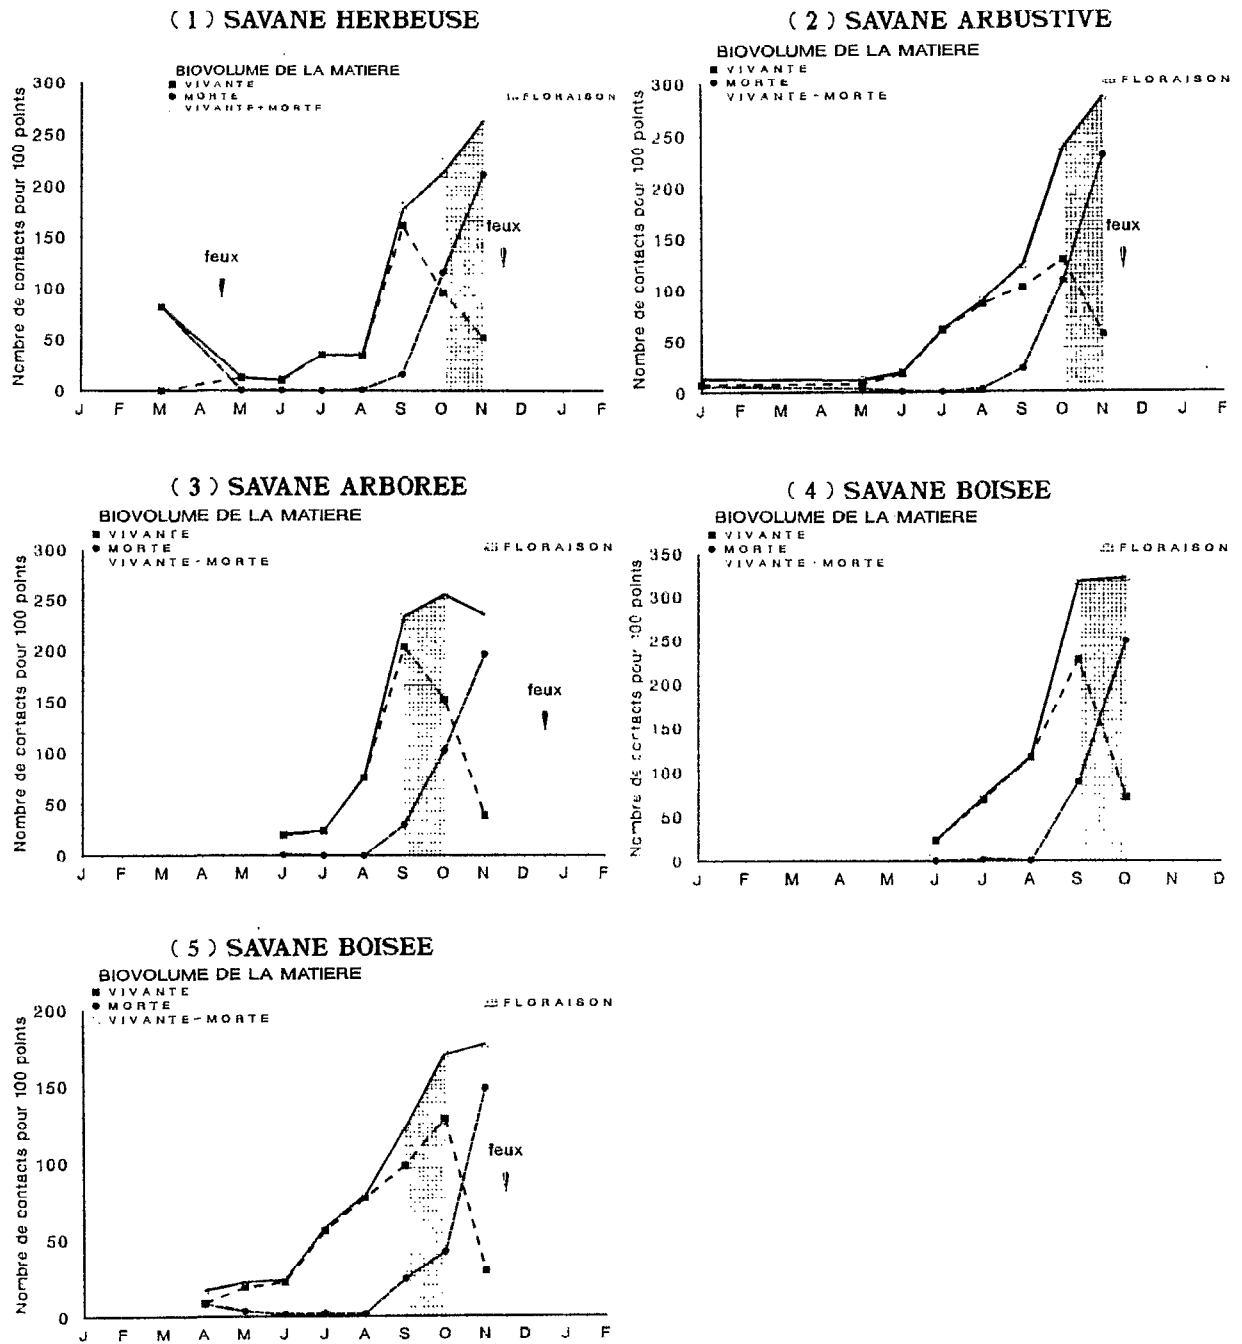 ( 1 ) SAVANE HERBEUSE
BIOVOLUME DE LA MATIERE
VIVANTE
MORTE
VIVANTE+MORTE
FLORAISON
Nombre de contacts pour 100 points
300
250
200
150
100
50
0
feux
feux
J F M A M J J A S O N D J F
( 2 ) SAVANE ARBUSTIVE
BIOVOLUME DE LA MATIERE
VIVANTE
MORTE
VIVANTE-MORTE
FLORAISON
Nombre de contacts pour 100 points
300
250
200
150
100
50
0
feux
J F M A M J J A S O N D J F
( 3 ) SAVANE ARBOREE
BIOVOLUME DE LA MATIERE
VIVANTE
MORTE
VIVANTE-MORTE
FLORAISON
Nombre de contacts pour 100 points
300
250
200
150
100
50
0
feux
J F M A M J J A S O N D J F
( 4 ) SAVANE BOISEE
BIOVOLUME DE LA MATIERE
VIVANTE
MORTE
VIVANTE-MORTE
FLORAISON
Nombre de contacts pour 100 points
350
300
250
200
150
100
50
0
J F M A M J J A S O N D
( 5 ) SAVANE BOISEE
BIOVOLUME DE LA MATIERE
VIVANTE
MORTE
VIVANTE-MORTE
FLORAISON
Nombre de contacts pour 100 points
200
150
100
50
0
feux
J F M A M J J A S O N D J F